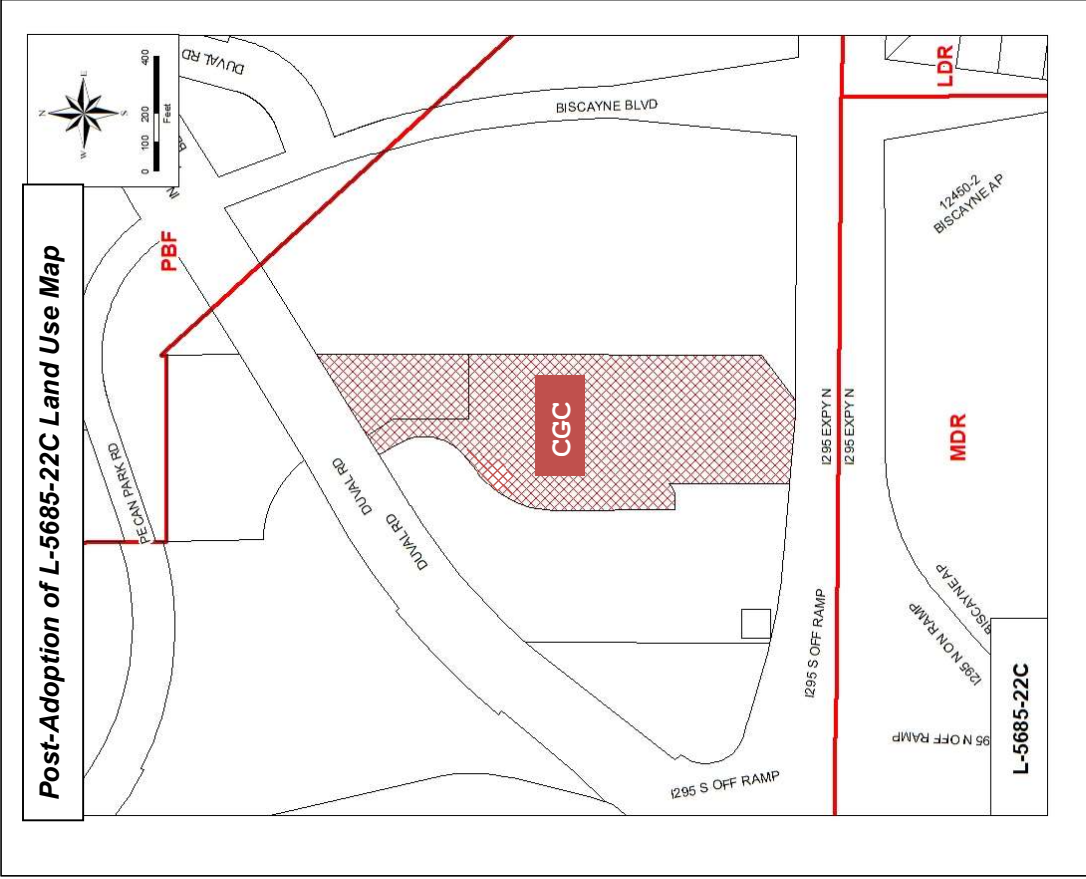 Post-Adoption of L-5685-22C Land Use Map
N
E
S
W
0 100 200 400
Feet
DUVAL RD
BISCAYNE BLVD
LDR
PBF
12450-2
BISCAYNE AP
PECAN PARK RD
DUVAL RD
DUVAL RD
CGC
I295 EXPY N
I295 EXPY N
MDR
BISCAYNE AP
I295 N ON RAMP
I295 S OFF RAMP
I295 S OFF RAMP
95 N OFF RAMP
L-5685-22C